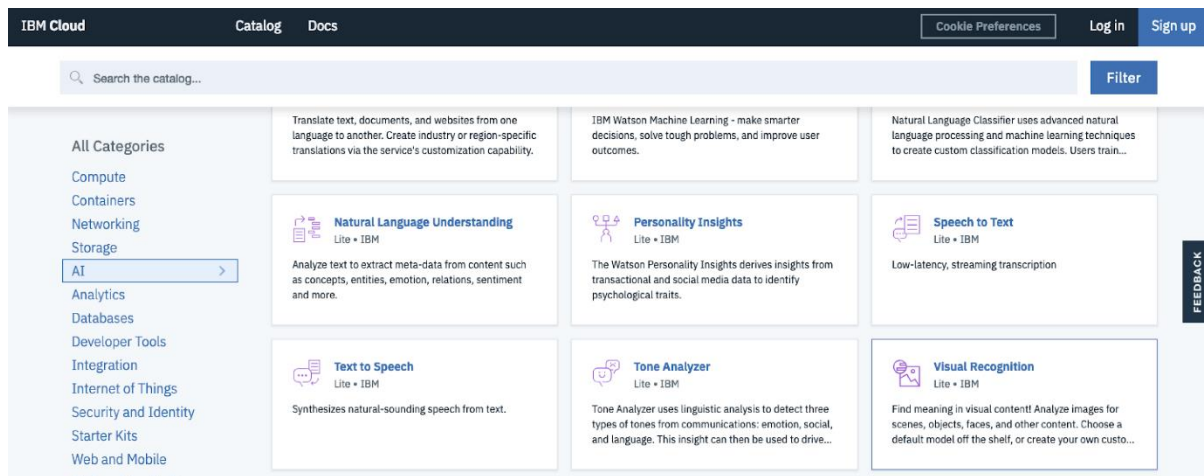 IBM Cloud
Catalog
Docs
Cookie Preferences
Log in
Sign up
Search the catalog...
Filter
All Categories
Compute
Containers
Networking
Storage
AI
Analytics
Databases
Developer Tools
Integration
Internet of Things
Security and Identity
Starter Kits
Web and Mobile
Translate text, documents, and websites from one
language to another. Create industry or region-specific
translations via the service's customization capability.
IBM Watson Machine Learning - make smarter
decisions, solve tough problems, and improve user
outcomes.
Natural Language Classifier uses advanced natural
language processing and machine learning techniques
to create custom classification models. Users train...
Natural Language Understanding
Lite • IBM
Analyze text to extract meta-data from content such
as concepts, entities, emotion, relations, sentiment
and more.
Personality Insights
Lite • IBM
The Watson Personality Insights derives insights from
transactional and social media data to identify
psychological traits.
Speech to Text
Lite • IBM
Low-latency, streaming transcription
Text to Speech
Lite • IBM
Synthesizes natural-sounding speech from text.
Tone Analyzer
Lite • IBM
Tone Analyzer uses linguistic analysis to detect three
types of tones from communications: emotion, social,
and language. This insight can then be used to drive...
Visual Recognition
Lite • IBM
Find meaning in visual content! Analyze images for
scenes, objects, faces, and other content. Choose a
default model off the shelf, or create your own custo...
FEEDBACK